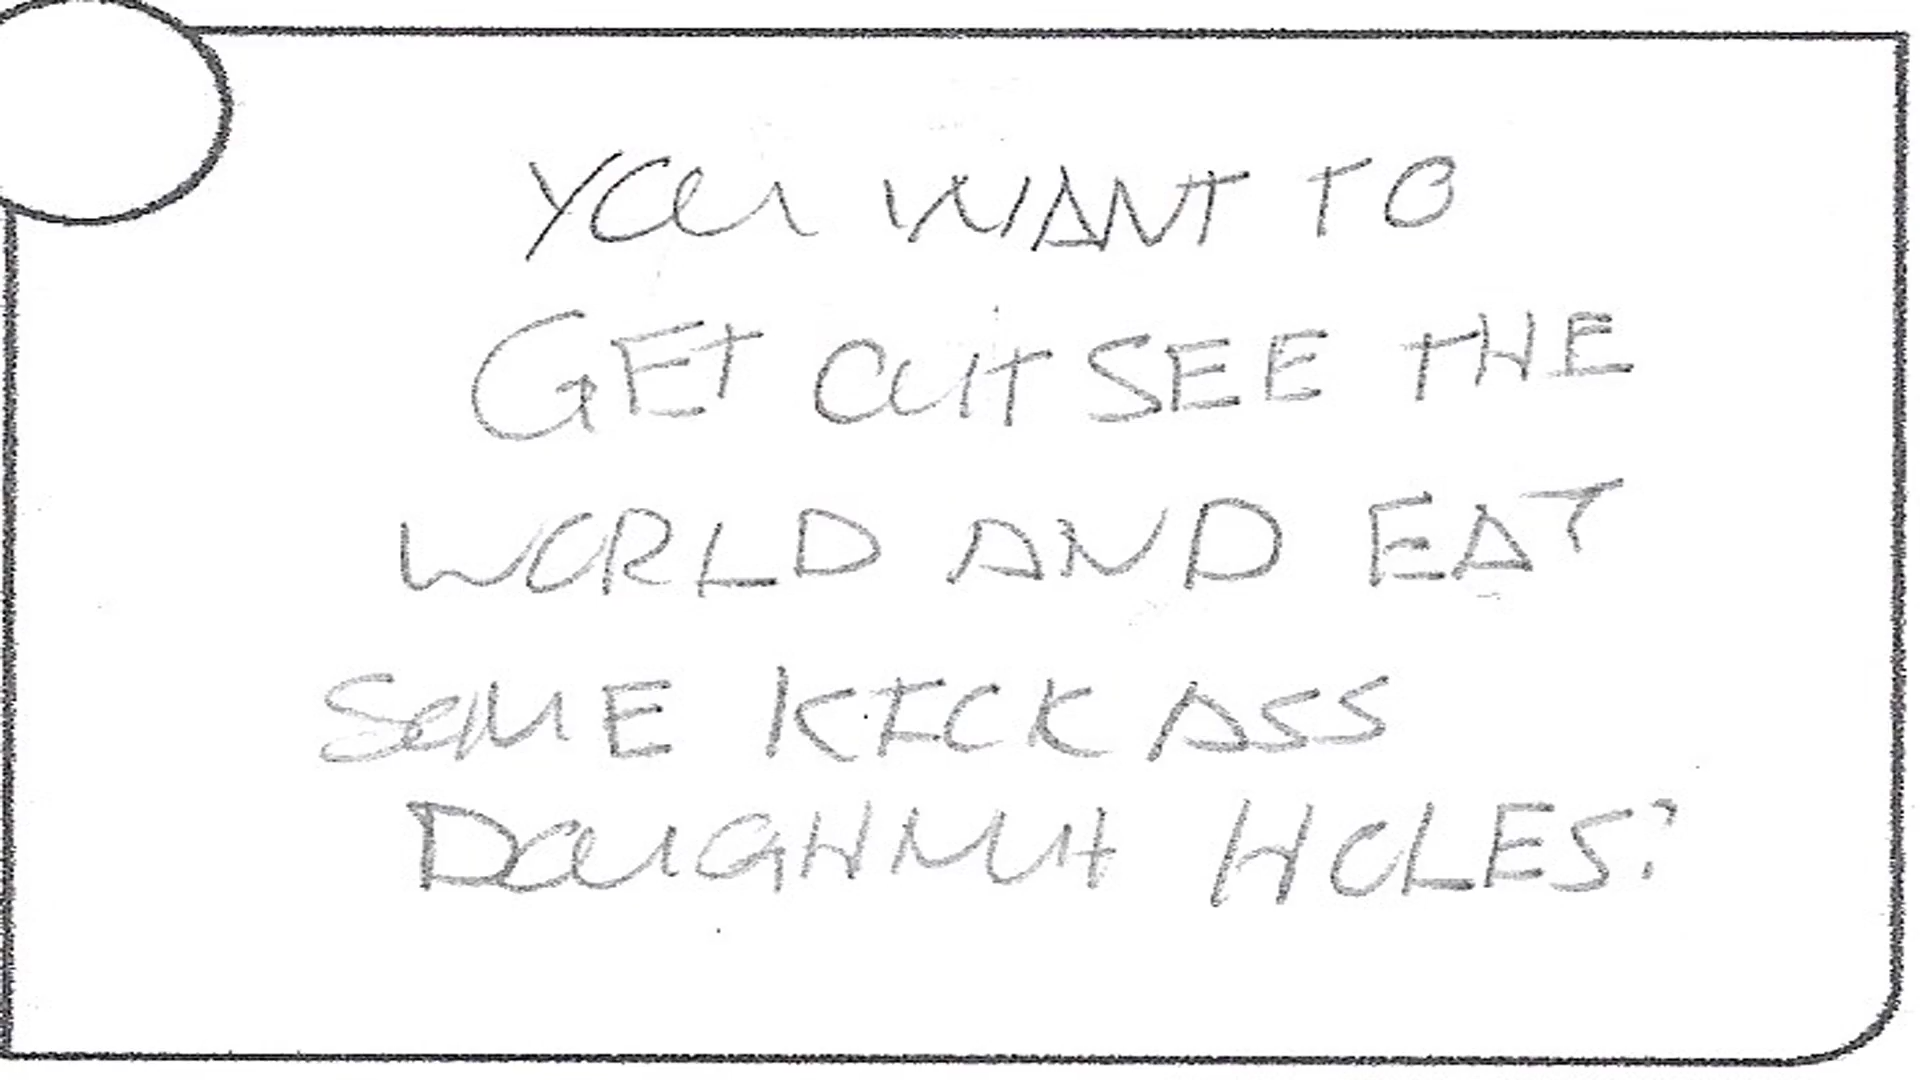 YOU WANT TO
GET OUT SEE THE
WORLD AND EAT
SOME KICK ASS
DOUGHNUT HOLES?